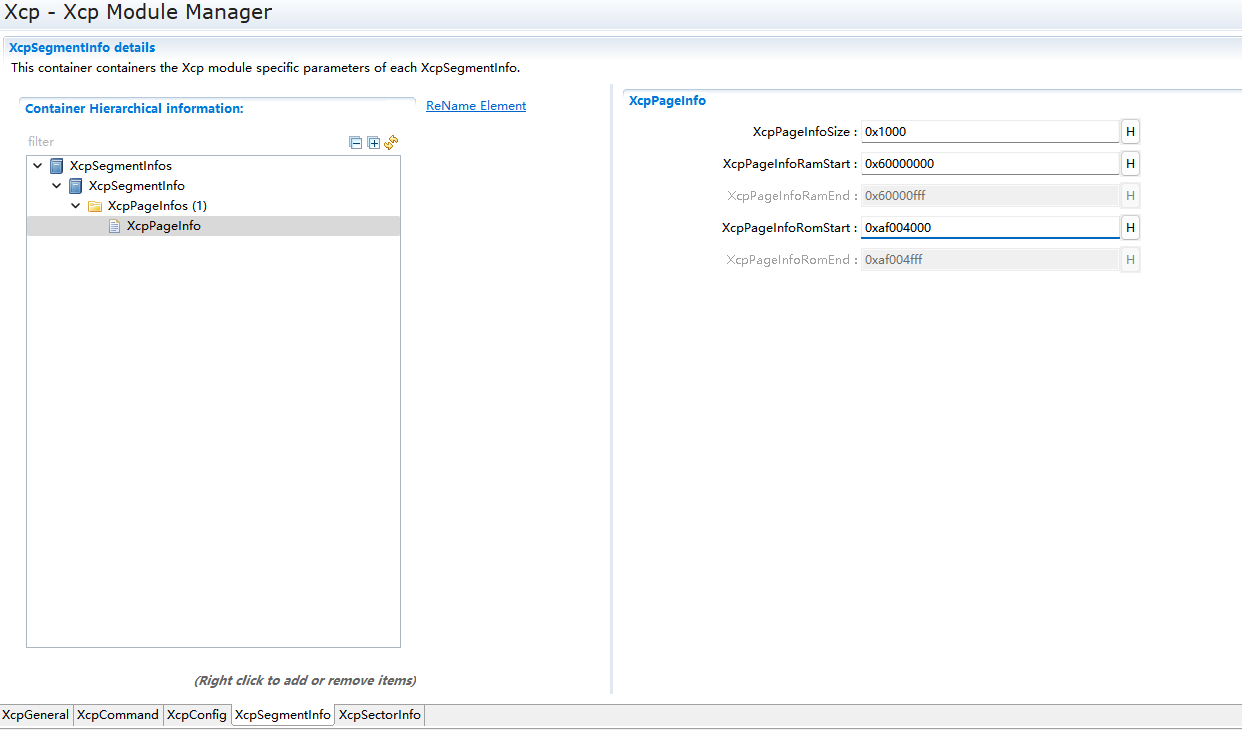 Xcp - Xcp Module Manager
XcpSegmentInfo details
This container containers the Xcp module specific parameters of each XcpSegmentInfo.
Container Hierarchical information:
ReName Element
filter
XcpSegmentInfos
XcpSegmentInfo
XcpPageInfos (1)
XcpPageInfo
(Right click to add or remove items)
XcpPageInfo
XcpPageInfoSize : 0x1000 H
XcpPageInfoRamStart : 0x60000000 H
XcpPageInfoRamEnd : 0x60000fff H
XcpPageInfoRomStart : 0xaf004000 H
XcpPageInfoRomEnd : 0xaf004fff H
XcpGeneral XcpCommand XcpConfig XcpSegmentInfo XcpSectorInfo